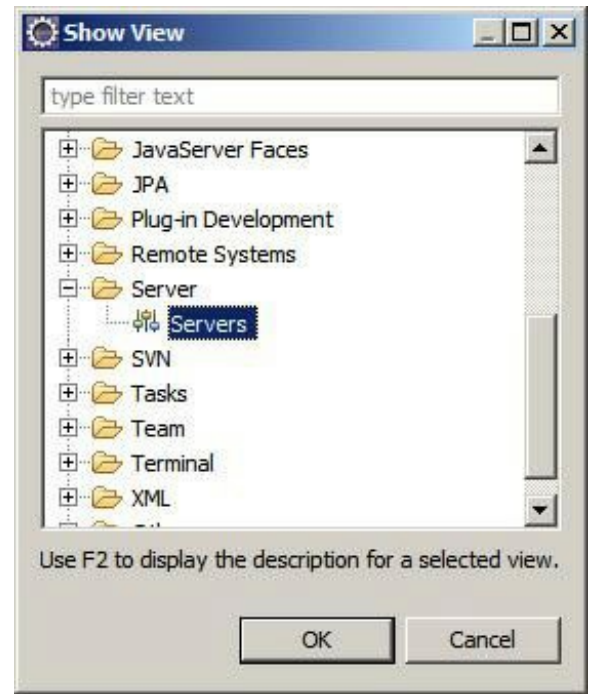 Show View
type filter text
JavaServer Faces
JPA
Plug-in Development
Remote Systems
Server
Servers
SVN
Tasks
Team
Terminal
XML
Use F2 to display the description for a selected view.
OK Cancel